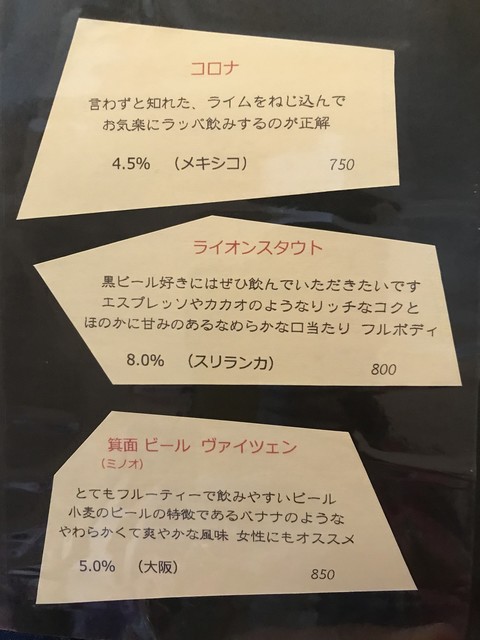 コロナ
言わずと知れた、ライムをねじ込んで
お気楽にラッパ飲みするのが正解
4.5% （メキシコ） 750
ライオンスタウト
黒ビール好きにはぜひ飲んでいただきたいです
エスプレッソやカカオのようなリッチなコクと
ほのかに甘みのあるなめらかな口当たり フルボディ
8.0% （スリランカ） 800
箕面 ビール ヴァイツェン
（ミノオ）
とてもフルーティーで飲みやすいビール
小麦のビールの特徴であるバナナのような
やわらかくて爽やかな風味 女性にもオススメ
5.0% （大阪） 850